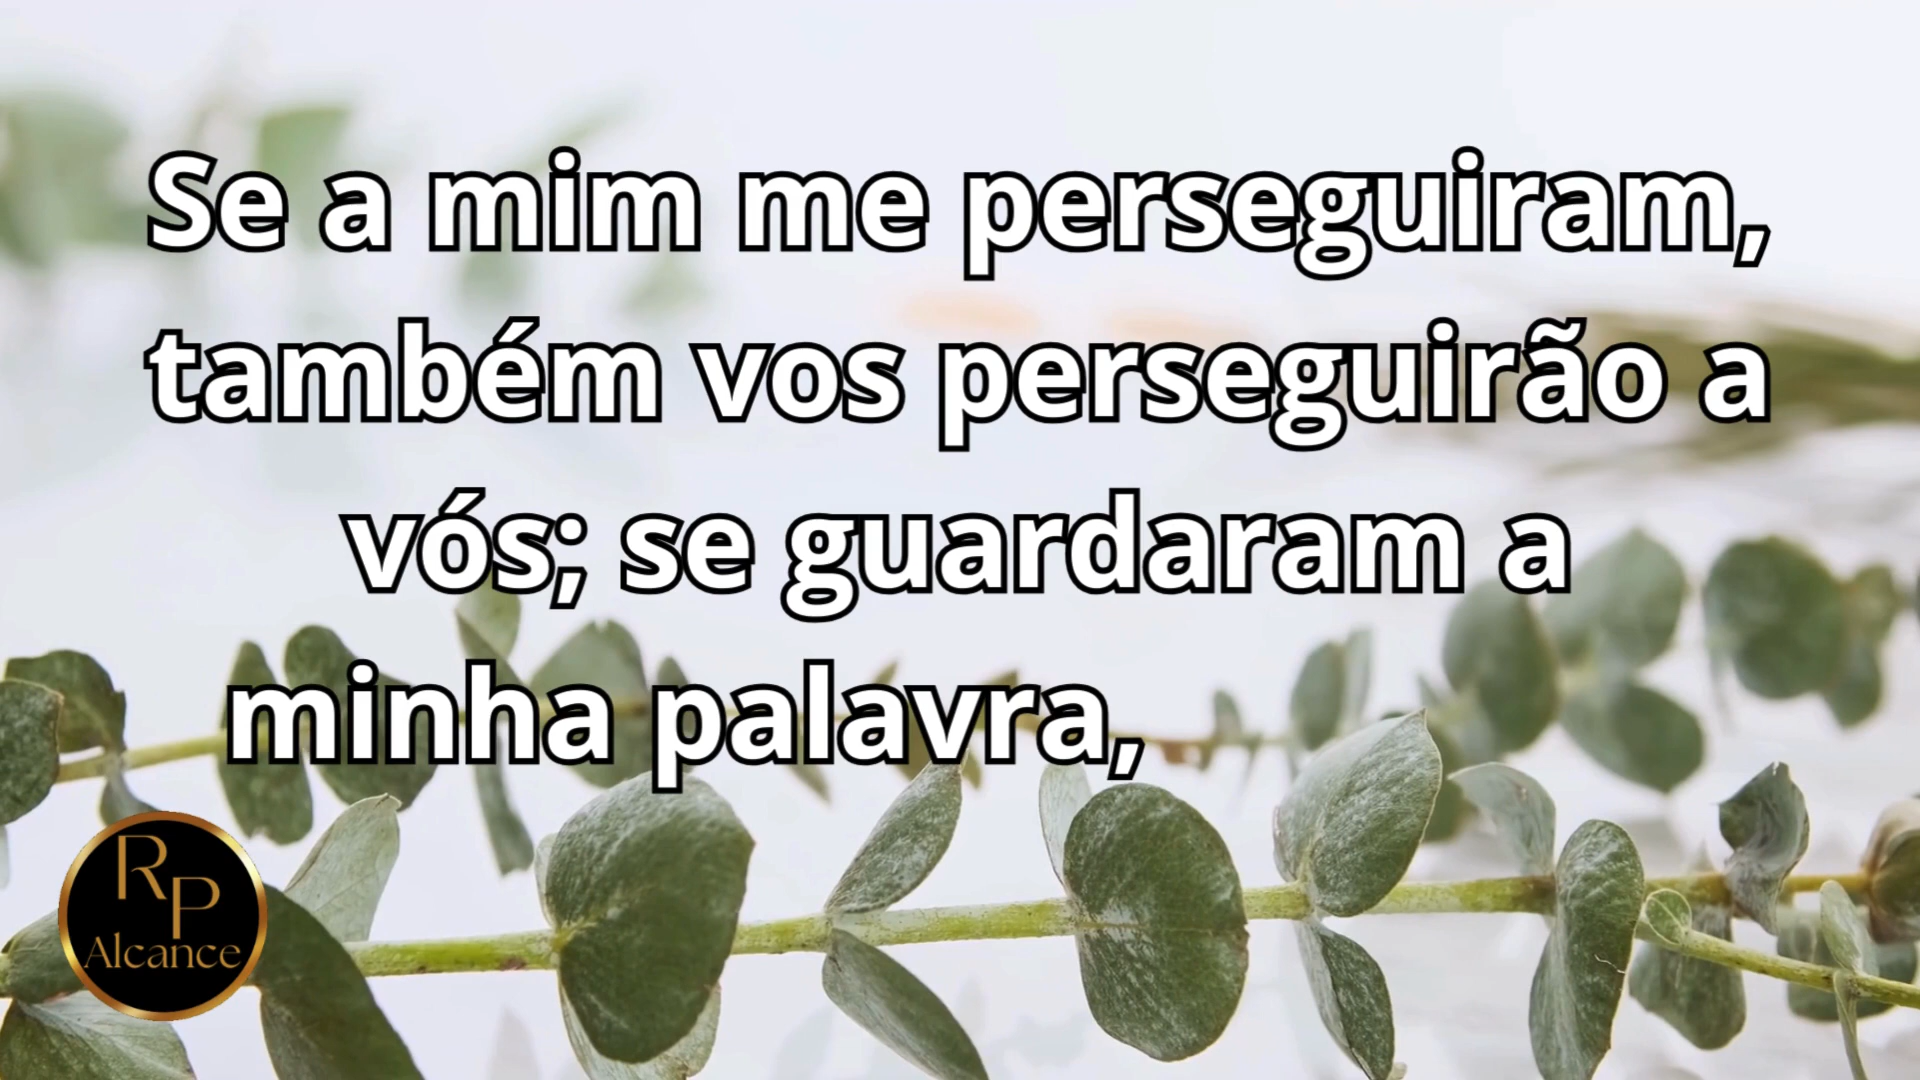 Se a mim me perseguiram,
também vos perseguirão a
vós; se guardaram a
minha palavra,
RP
Alcance